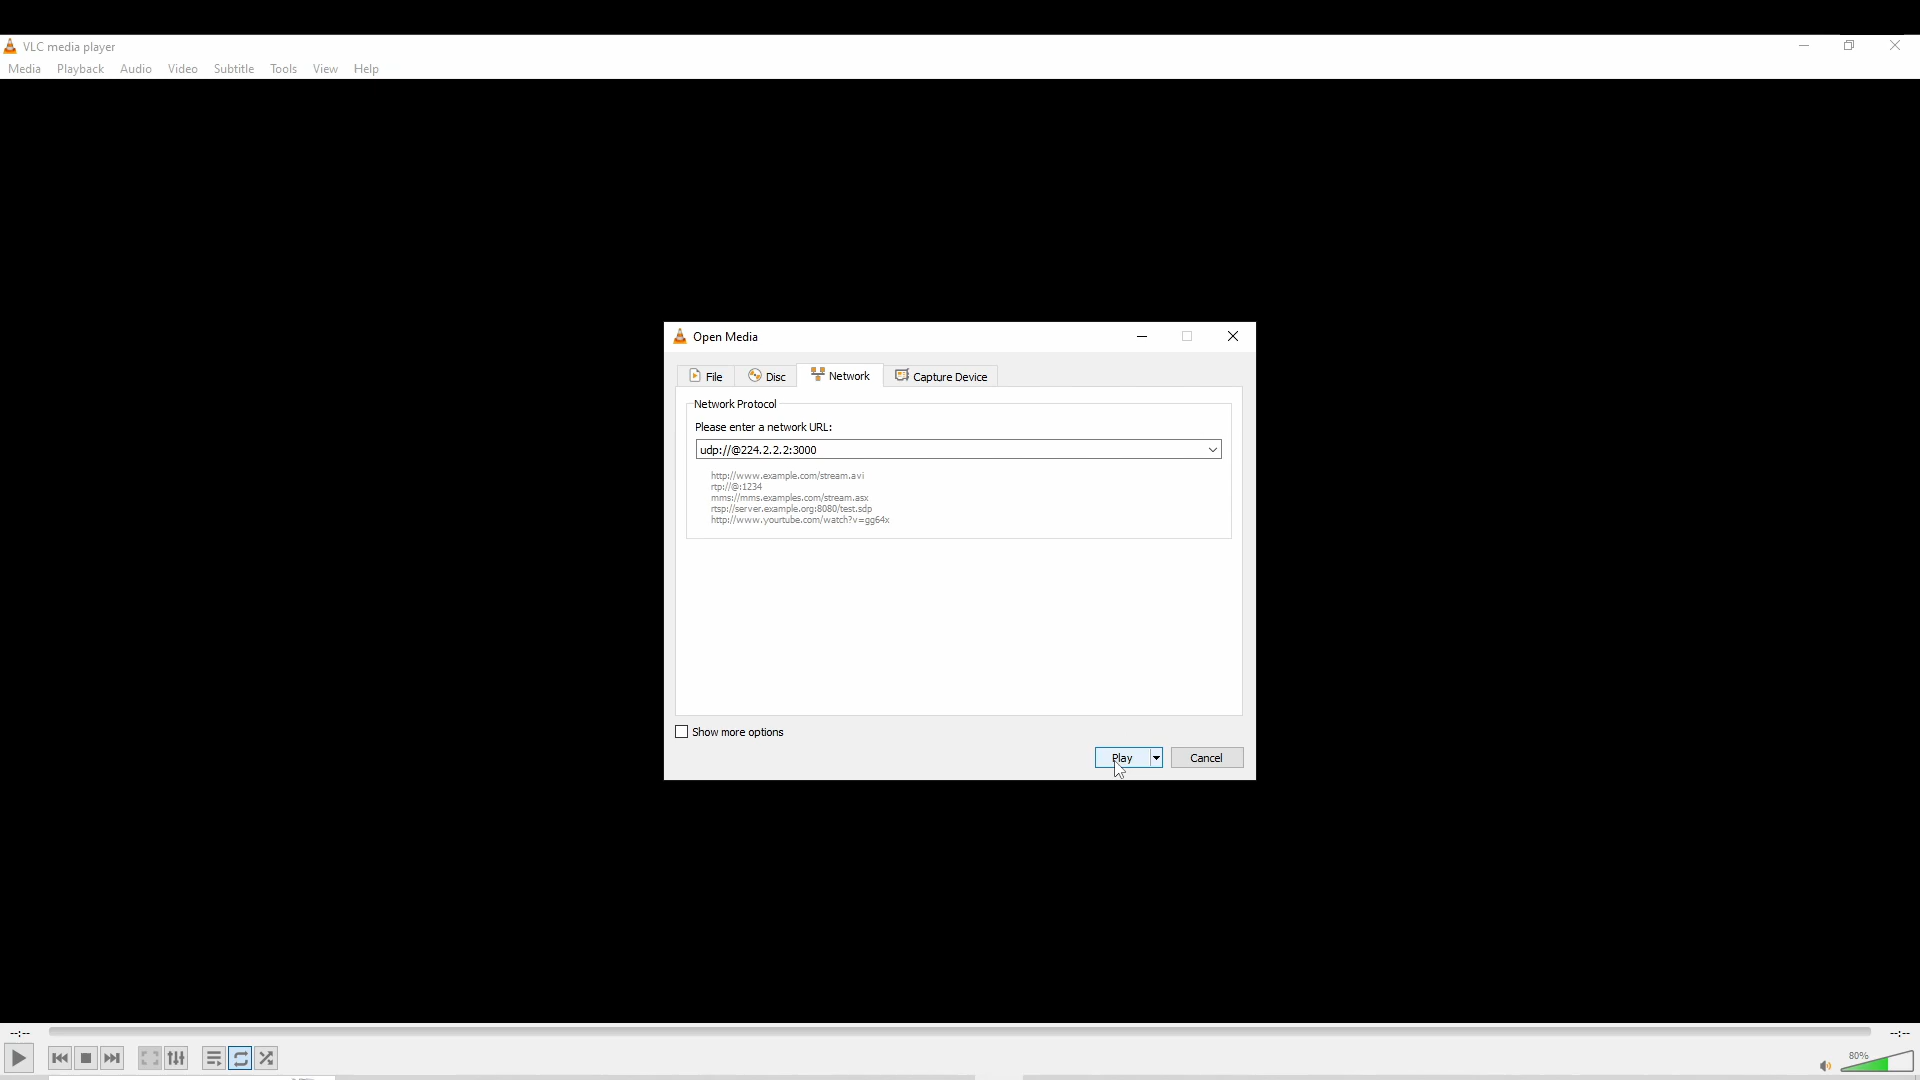 VLC media player
Media Playback Audio Video Subtitle Tools View Help
Open Media
File Disc Network Capture Device
Network Protocol
Please enter a network URL:
udp://@224.2.2.2:3000
http://www.example.com/stream.avi
rtp://@:1234
mms://mms.examples.com/stream.asx
rtsp://server.example.org:8080/test.sdp
http://www.yourtube.com/watch?v=gg64x
Show more options
Play Cancel
--:-- --:--
80%